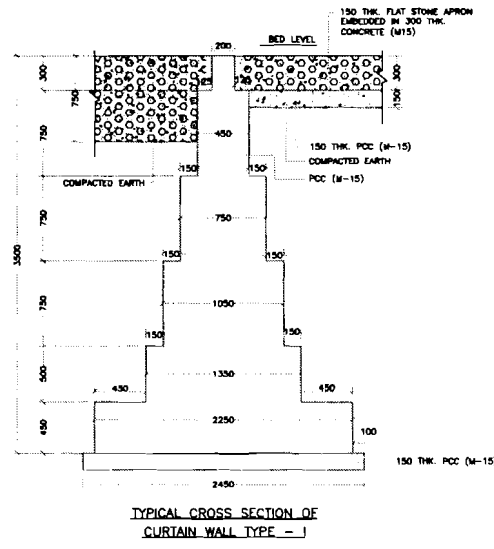 150 THK. FLAT STONE APRON
EMBEDDED IN 300 THK.
CONCRETE (M15)
200
BED LEVEL
300
750
300
150
750
450
150 THK. PCC (M-15)
COMPACTED EARTH
150
150
COMPACTED EARTH
PCC (M-15)
3500
750
750
150
150
750
1050
150
150
500
1350
450
450
450
2250
100
150 THK. PCC (M-15
2450
TYPICAL CROSS SECTION OF
CURTAIN WALL TYPE - I